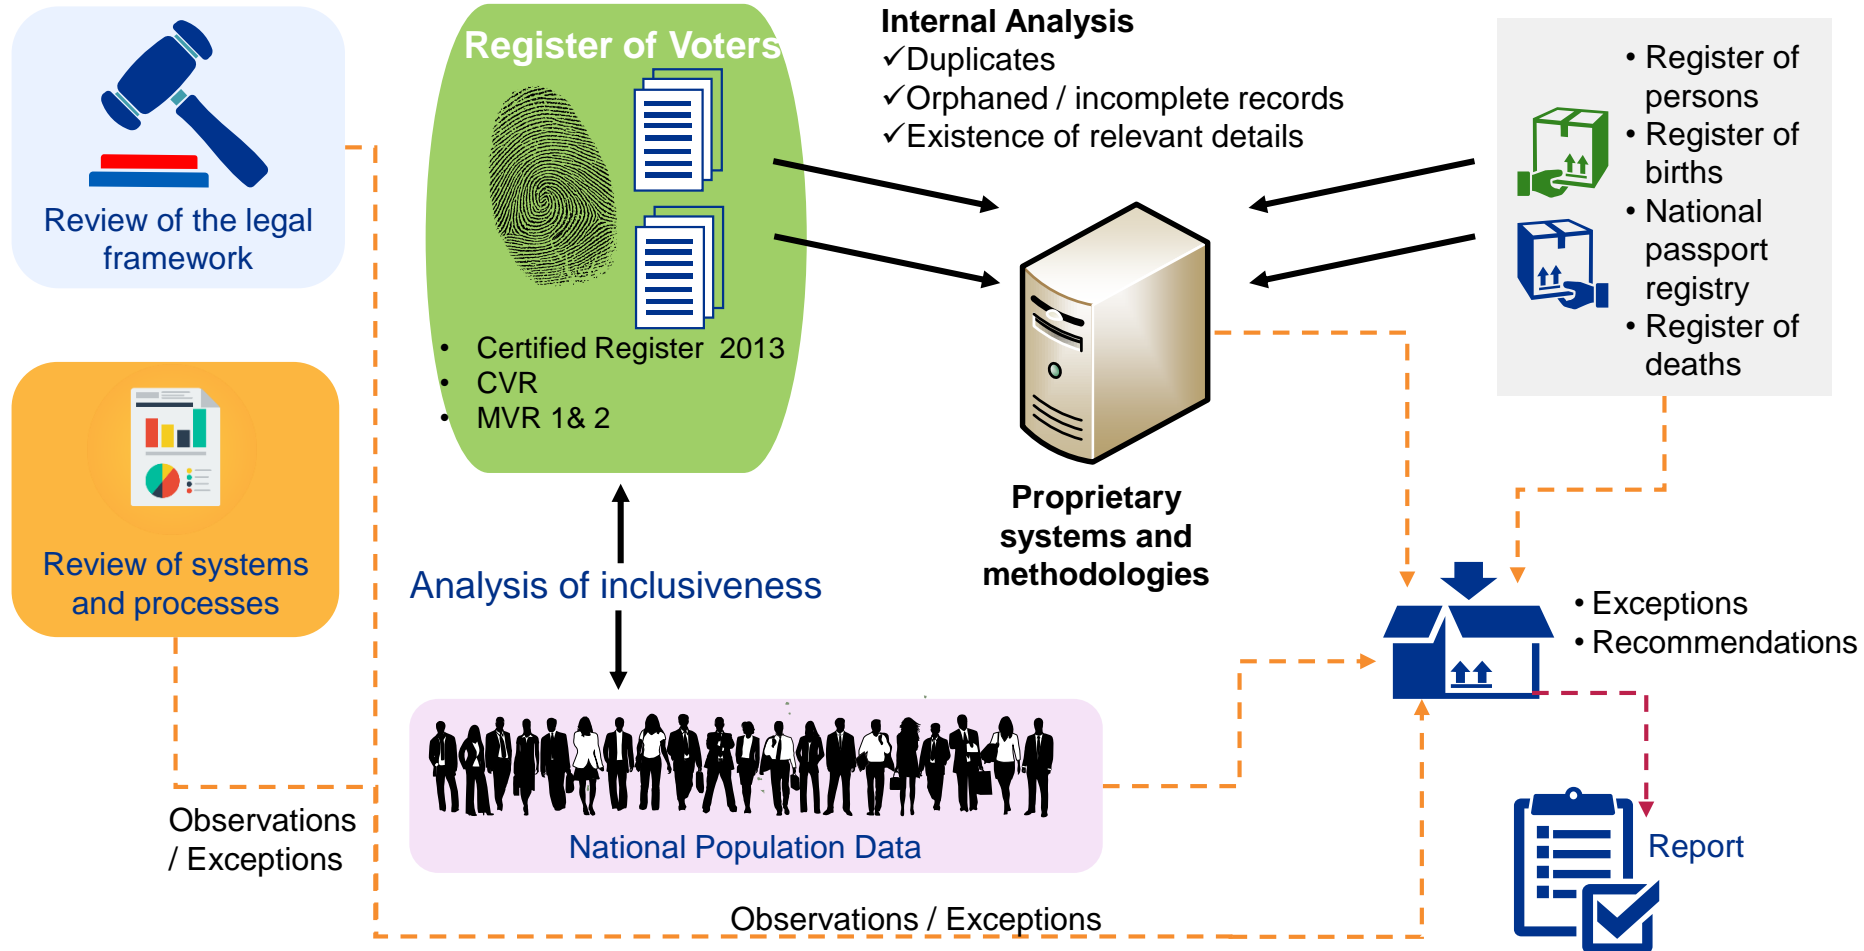 Review of the legal
framework
Review of systems
and processes
Observations
/ Exceptions
Register of Voters
• Certified Register 2013
• CVR
• MVR 1& 2
Analysis of inclusiveness
National Population Data
Observations / Exceptions
Internal Analysis
✓Duplicates
✓Orphaned / incomplete records
✓Existence of relevant details
Proprietary
systems and
methodologies
• Register of
persons
• Register of
births
• National
passport
registry
• Register of
deaths
• Exceptions
• Recommendations
Report